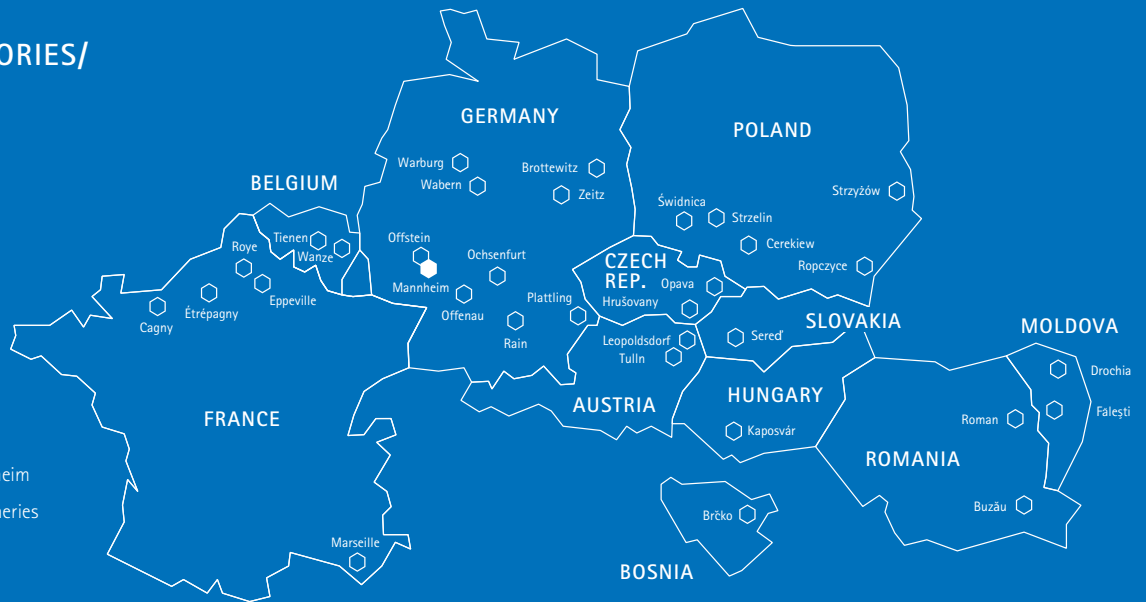 ORIES/
GERMANY
POLAND
Warburg
Brottewitz
Wabern
Zeitz
BELGIUM
Strzyżów
Świdnica
Strzelin
Tienen
Offstein
Roye
Wanze
Ochsenfurt
Cerekiew
CZECH
REP.
Ropczyce
Mannheim
Opava
Eppeville
Plattling
Hrušovany
Étrépagny
Offenau
Cagny
SLOVAKIA
MOLDOVA
Rain
Leopoldsdorf
Sereď
Tulln
Drochia
HUNGARY
AUSTRIA
FRANCE
Falești
Roman
Kaposvár
ROMANIA
eim
eries
Buzău
Brčko
Marseille
BOSNIA